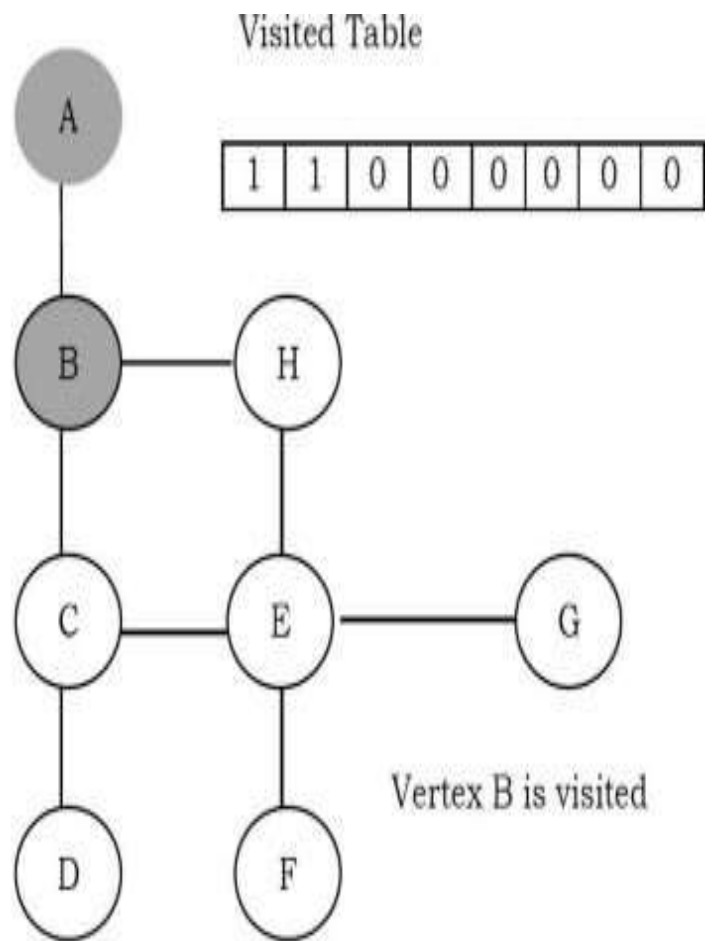 Visited Table
A
1 1 0 0 0 0 0 0
B H
C E G
Vertex B is visited
D F